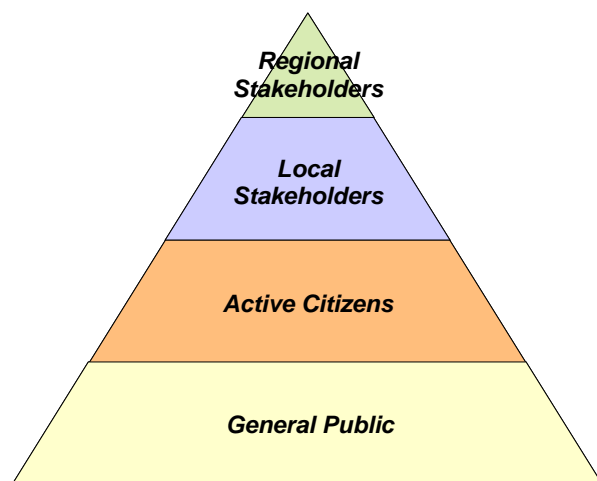 Regional
Stakeholders
Local
Stakeholders
Active Citizens
General Public